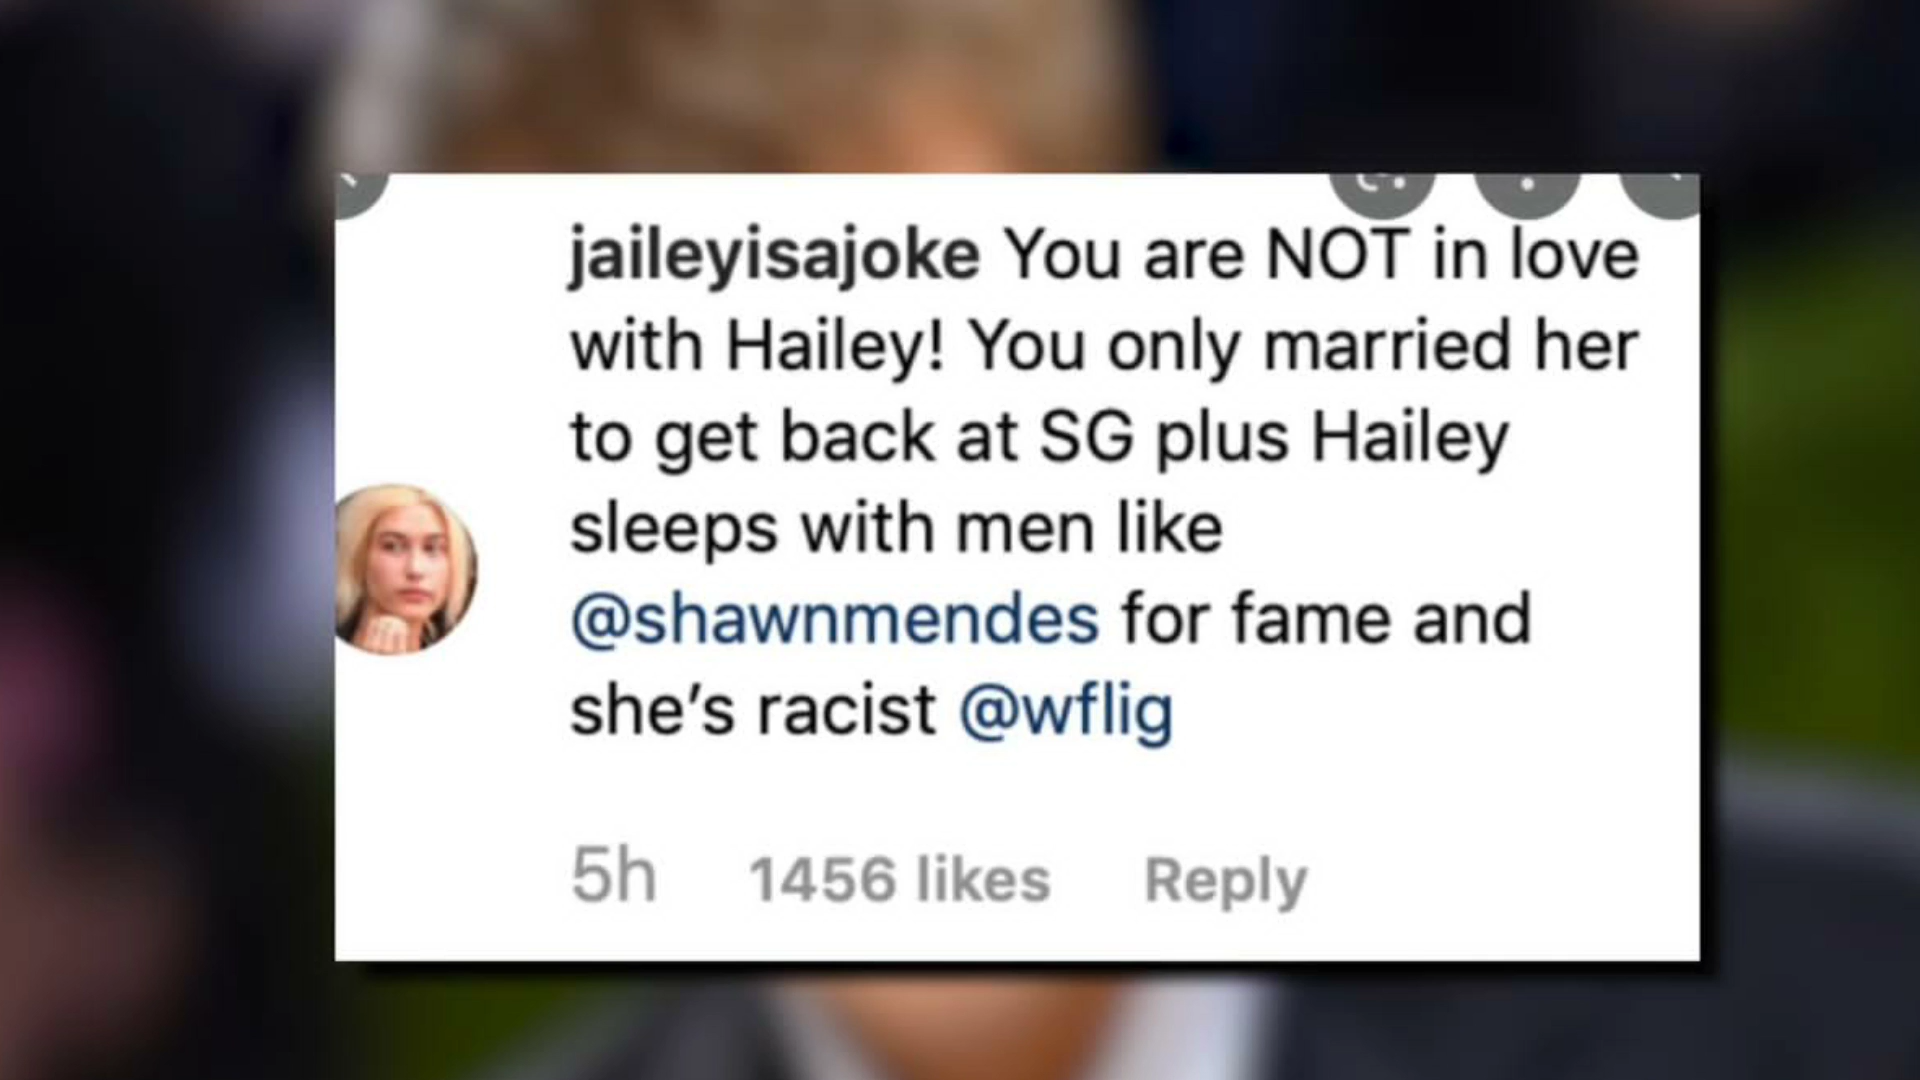 jaileyisajoke You are NOT in love
with Hailey! You only married her
to get back at SG plus Hailey
sleeps with men like
@shawnmendes for fame and
she’s racist @wflig
5h 1456 likes Reply